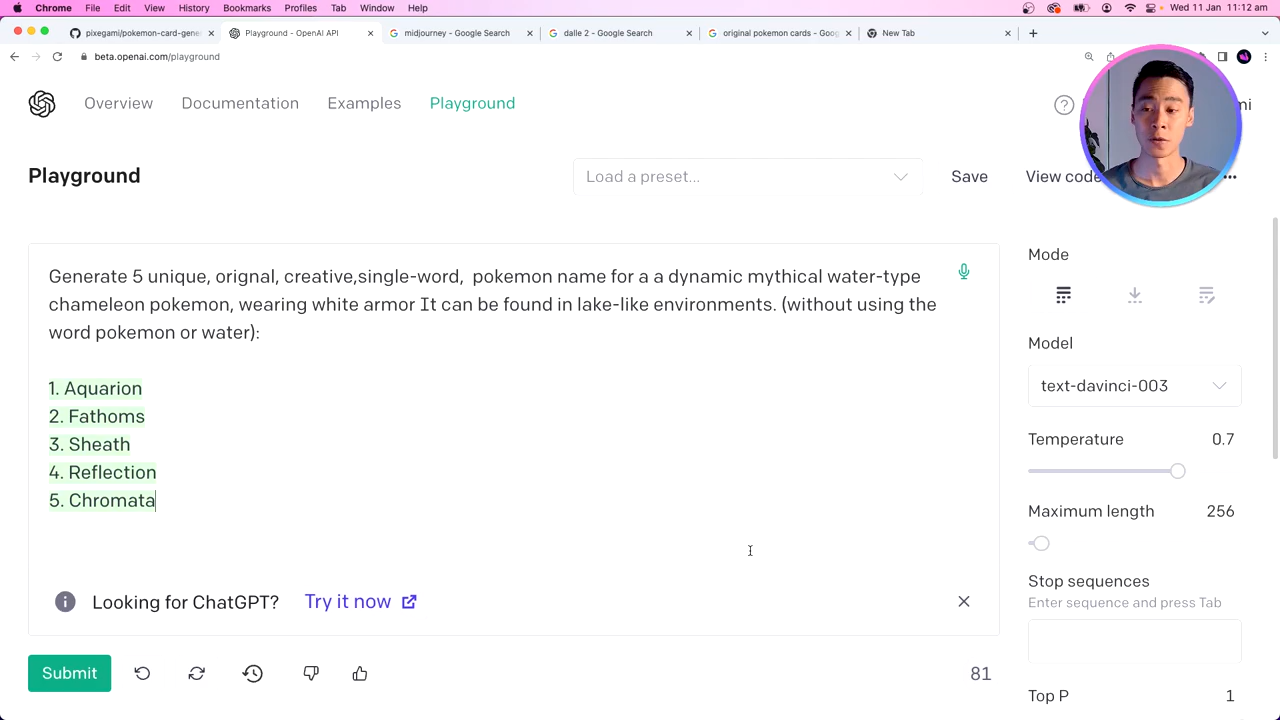 Chrome File Edit View History Bookmarks Profiles Tab Window Help Wed 11 Jan 11:12 am
pixegami/pokemon-card-gene Playground - OpenAI API midjourney - Google Search dalle 2 - Google Search original pokemon cards - Goog New Tab
beta.openai.com/playground
Overview Documentation Examples Playground
Playground Load a preset... Save View code
Generate 5 unique, orignal, creative,single-word, pokemon name for a a dynamic mythical water-type
chameleon pokemon, wearing white armor It can be found in lake-like environments. (without using the
word pokemon or water):
1. Aquarion
2. Fathoms
3. Sheath
4. Reflection
5. Chromata
Looking for ChatGPT? Try it now
Submit 81
Mode
Model
text-davinci-003
Temperature 0.7
Maximum length 256
Stop sequences
Enter sequence and press Tab
Top P 1